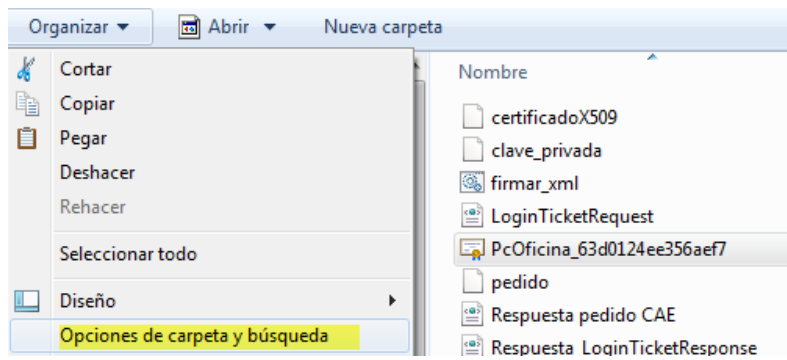 Organizar Abrir Nueva carpeta
Cortar
Copiar
Pegar
Deshacer
Rehacer
Seleccionar todo
Diseño
Opciones de carpeta y búsqueda
Nombre
certificadoX509
clave_privada
firmar_xml
LoginTicketRequest
PcOficina_63d0124ee356aef7
pedido
Respuesta pedido CAE
Respuesta LoginTicketResponse